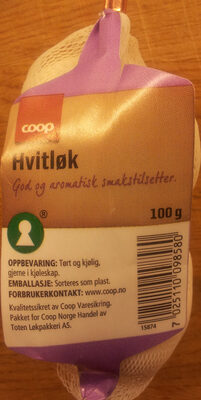 coop
Hvitløk
God og aromatisk smakstilsetter.
®
100 g
OPPBEVARING: Tørt og kjølig,
gjerne i kjøleskap.
EMBALLASJE: Sorteres som plast.
FORBRUKERKONTAKT: www.coop.no
Kvalitetssikret av Coop Varesikring.
Pakket for Coop Norge Handel av
Toten Løkpakkeri AS.
15874
7 025110 098580